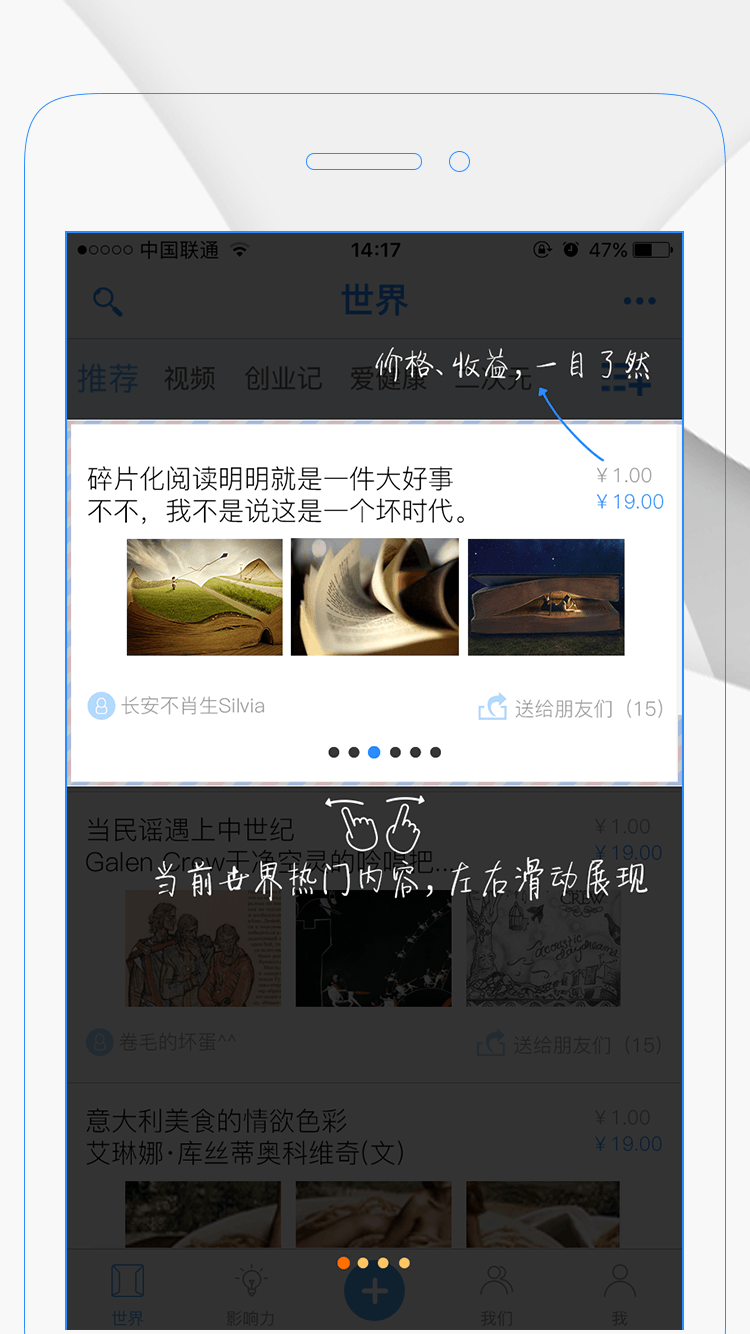 中国联通
14:17
47%
世界
推荐 视频 创业记 爱健康 二次元
价格、收益，一目了然
碎片化阅读明明就是一件大好事
不不，我不是说这是一个坏时代。
￥1.00
￥19.00
长安不肖生Silvia
送给朋友们（15）
当民谣遇上中世纪
Galen Crew干净空灵的吟唱把...
￥1.00
￥19.00
当前世界热门内容，左右滑动展现
CREW
acoustic
daydreams
卷毛的坏蛋^^
送给朋友们（15）
意大利美食的情欲色彩
艾琳娜·库丝蒂奥科维奇(文)
￥1.00
￥19.00
世界
影响力
我们
我